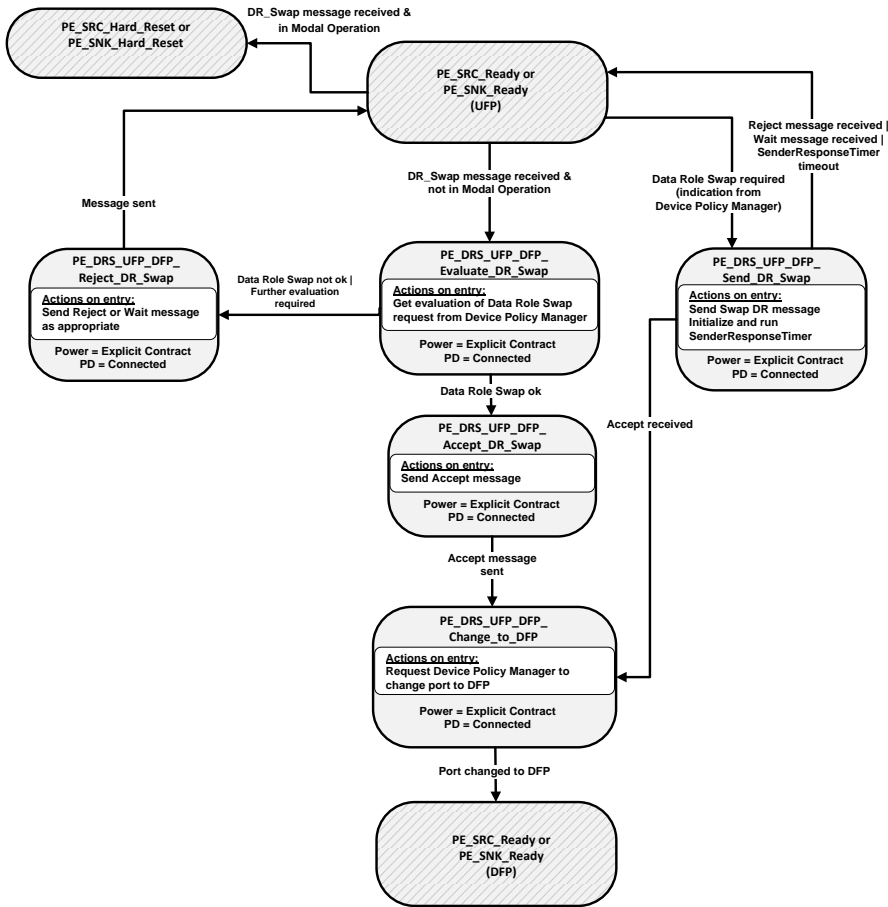 DR_Swap message received &
in Modal Operation
PE_SRC_Hard_Reset or
PE_SNK_Hard_Reset
PE_SRC_Ready or
PE_SNK_Ready
(UFP)
Reject message received |
Wait message received |
SenderResponseTimer
timeout
DR_Swap message received &
not in Modal Operation
Data Role Swap required
(indication from
Device Policy Manager)
Message sent
PE_DRS_UFP_DFP_
Reject_DR_Swap
Actions on entry:
Send Reject or Wait message
as appropriate
Power = Explicit Contract
PD = Connected
Data Role Swap not ok |
Further evaluation
required
PE_DRS_UFP_DFP_
Evaluate_DR_Swap
Actions on entry:
Get evaluation of Data Role Swap
request from Device Policy Manager
Power = Explicit Contract
PD = Connected
PE_DRS_UFP_DFP_
Send_DR_Swap
Actions on entry:
Send Swap DR message
Initialize and run
SenderResponseTimer
Power = Explicit Contract
PD = Connected
Data Role Swap ok
Accept received
PE_DRS_UFP_DFP_
Accept_DR_Swap
Actions on entry:
Send Accept message
Power = Explicit Contract
PD = Connected
Accept message
sent
PE_DRS_UFP_DFP_
Change_to_DFP
Actions on entry:
Request Device Policy Manager to
change port to DFP
Power = Explicit Contract
PD = Connected
Port changed to DFP
PE_SRC_Ready or
PE_SNK_Ready
(DFP)